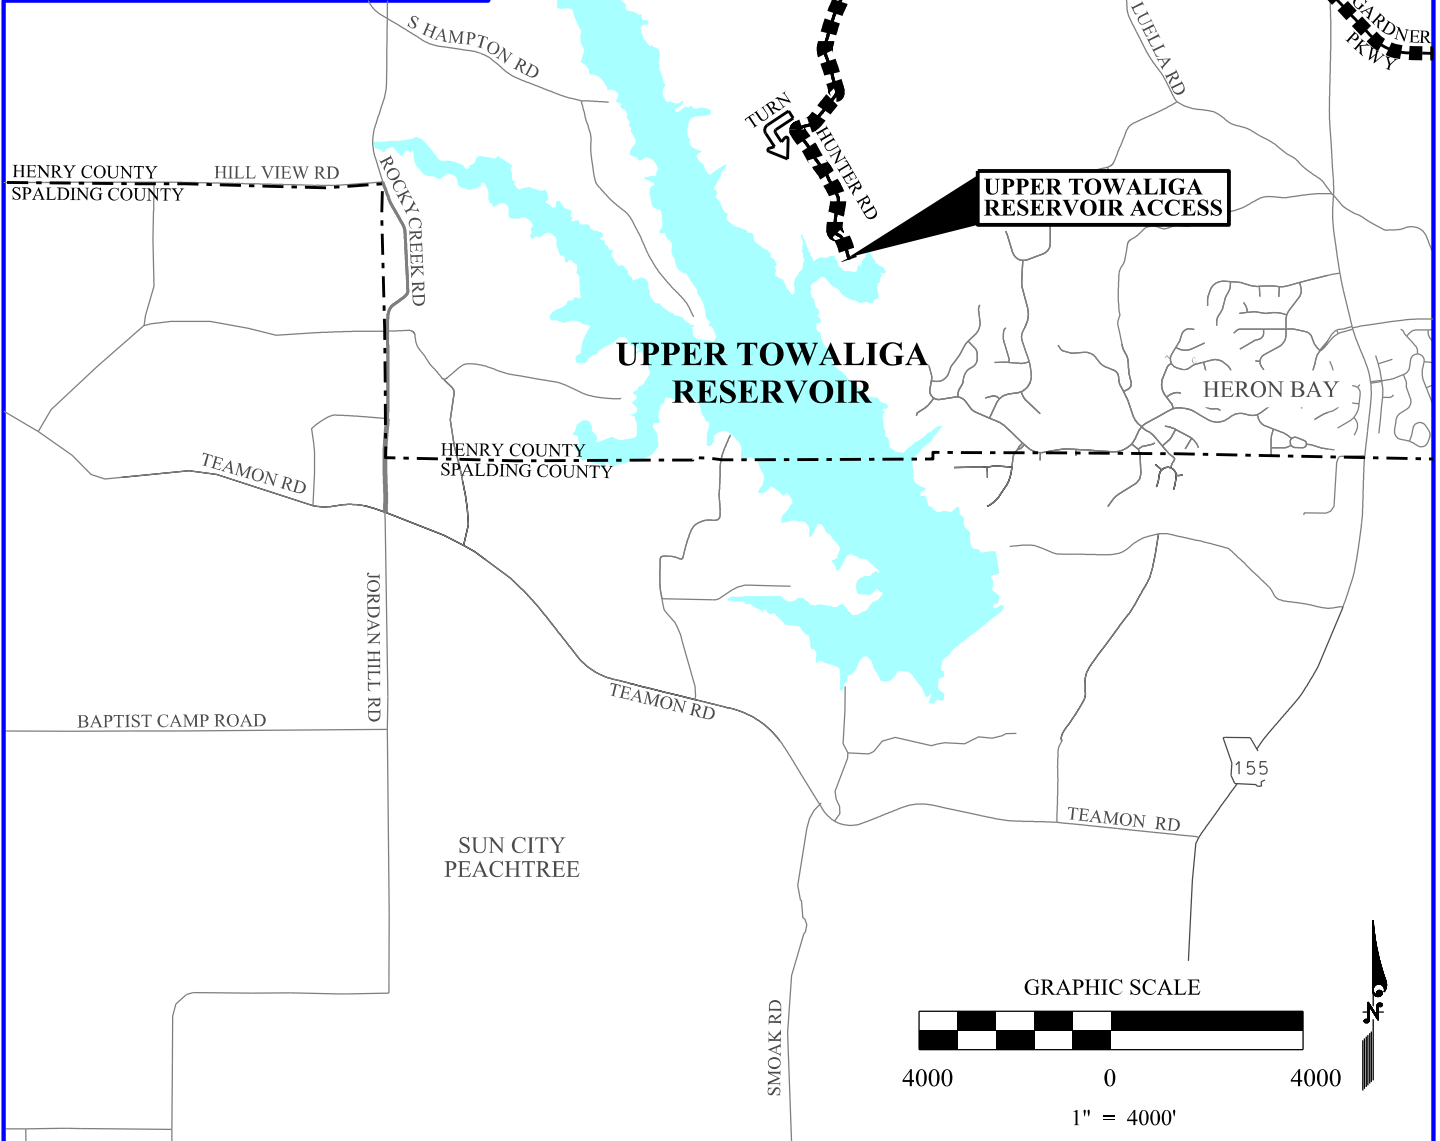 S HAMPTON RD
LUELLA RD
GARDNER
PKWY
TURN
HUNTER RD
HENRY COUNTY
HILL VIEW RD
SPALDING COUNTY
ROCKY CREEK RD
UPPER TOWALIGA
RESERVOIR ACCESS
UPPER TOWALIGA
RESERVOIR
HERON BAY
HENRY COUNTY
SPALDING COUNTY
TEAMON RD
JORDAN HILL RD
TEAMON RD
BAPTIST CAMP ROAD
155
TEAMON RD
SUN CITY
PEACHTREE
SMOAK RD
GRAPHIC SCALE
4000 0 4000
1" = 4000'
N